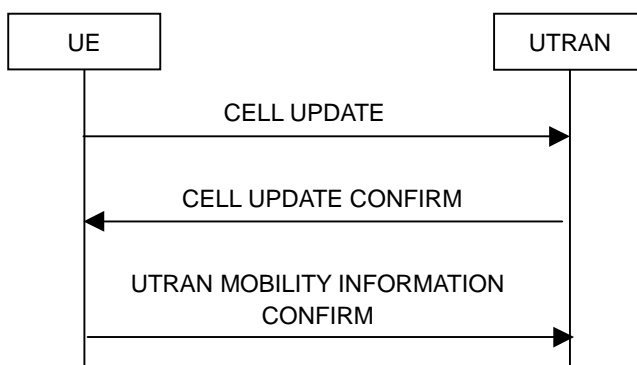 UE
UTRAN
CELL UPDATE
CELL UPDATE CONFIRM
UTRAN MOBILITY INFORMATION
CONFIRM